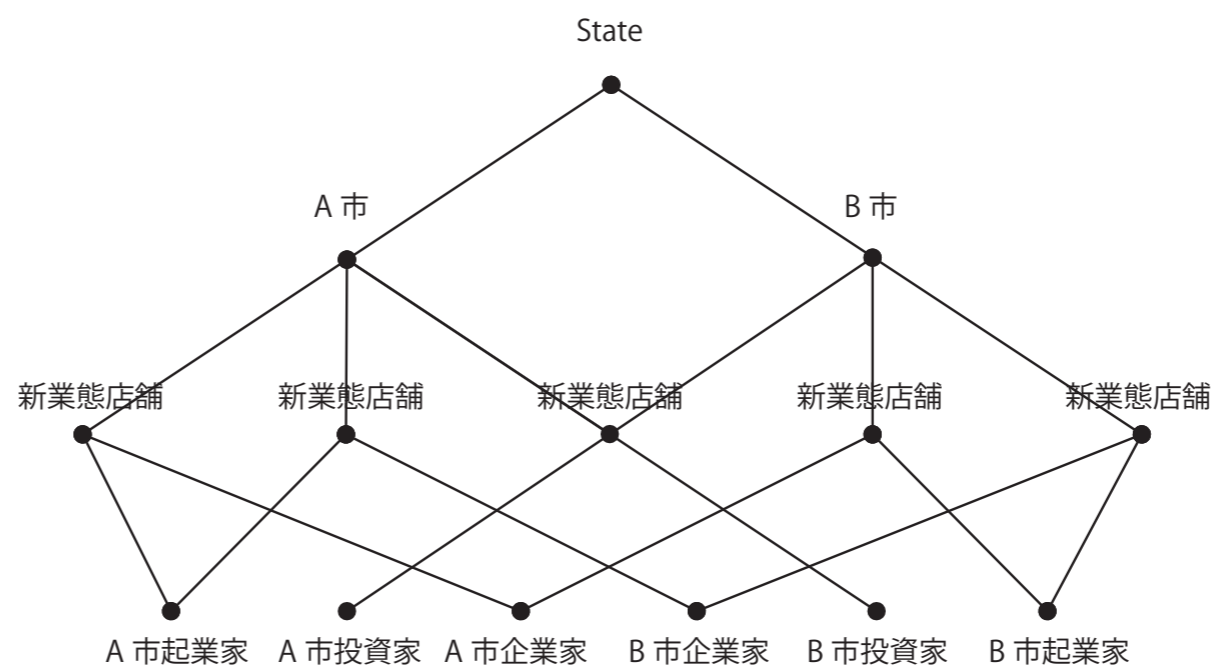 State
A 市
B 市
新業態店舗
新業態店舗
新業態店舗
新業態店舗
新業態店舗
A 市起業家
A 市投資家
A 市企業家
B 市企業家
B 市投資家
B 市起業家